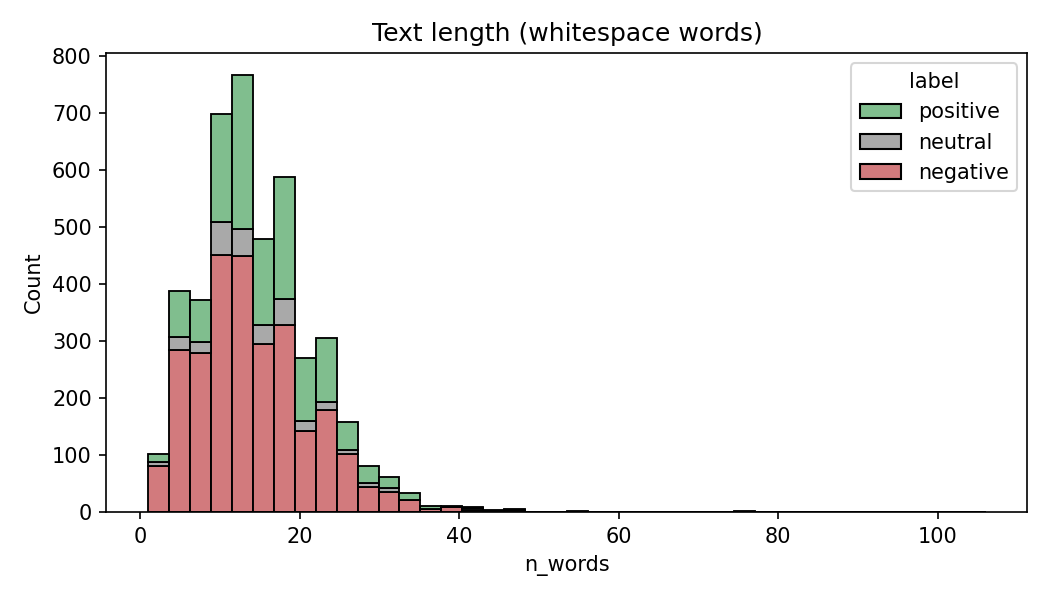 Text length (whitespace words)
800
700
600
500
400
300
200
100
0
Count
label
positive
neutral
negative
0 20 40 60 80 100
n_words